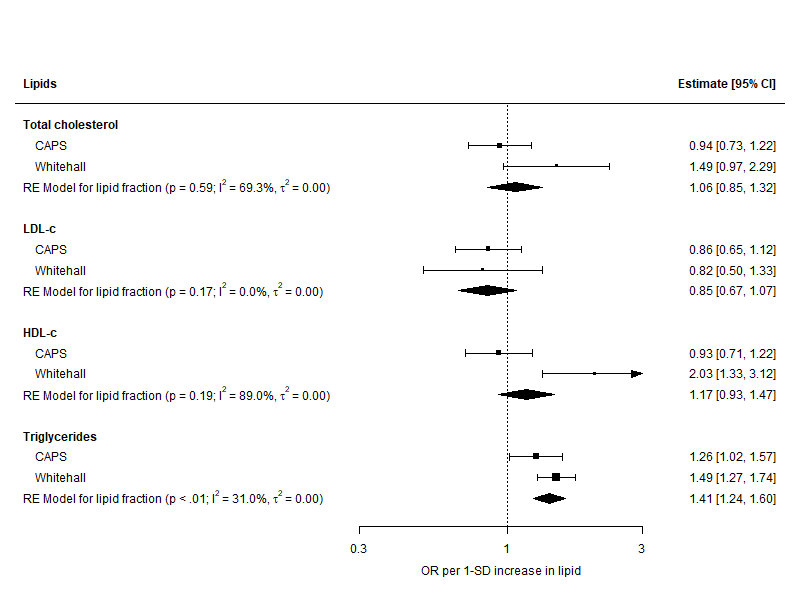 Lipids Estimate [95% CI]
Total cholesterol
CAPS 0.94 [0.73, 1.22]
Whitehall 1.49 [0.97, 2.29]
RE Model for lipid fraction (p = 0.59; I² = 69.3%, τ² = 0.00) 1.06 [0.85, 1.32]
LDL-c
CAPS 0.86 [0.65, 1.12]
Whitehall 0.82 [0.50, 1.33]
RE Model for lipid fraction (p = 0.17; I² = 0.0%, τ² = 0.00) 0.85 [0.67, 1.07]
HDL-c
CAPS 0.93 [0.71, 1.22]
Whitehall 2.03 [1.33, 3.12]
RE Model for lipid fraction (p = 0.19; I² = 89.0%, τ² = 0.00) 1.17 [0.93, 1.47]
Triglycerides
CAPS 1.26 [1.02, 1.57]
Whitehall 1.49 [1.27, 1.74]
RE Model for lipid fraction (p < .01; I² = 31.0%, τ² = 0.00) 1.41 [1.24, 1.60]
0.3 1 3
OR per 1-SD increase in lipid